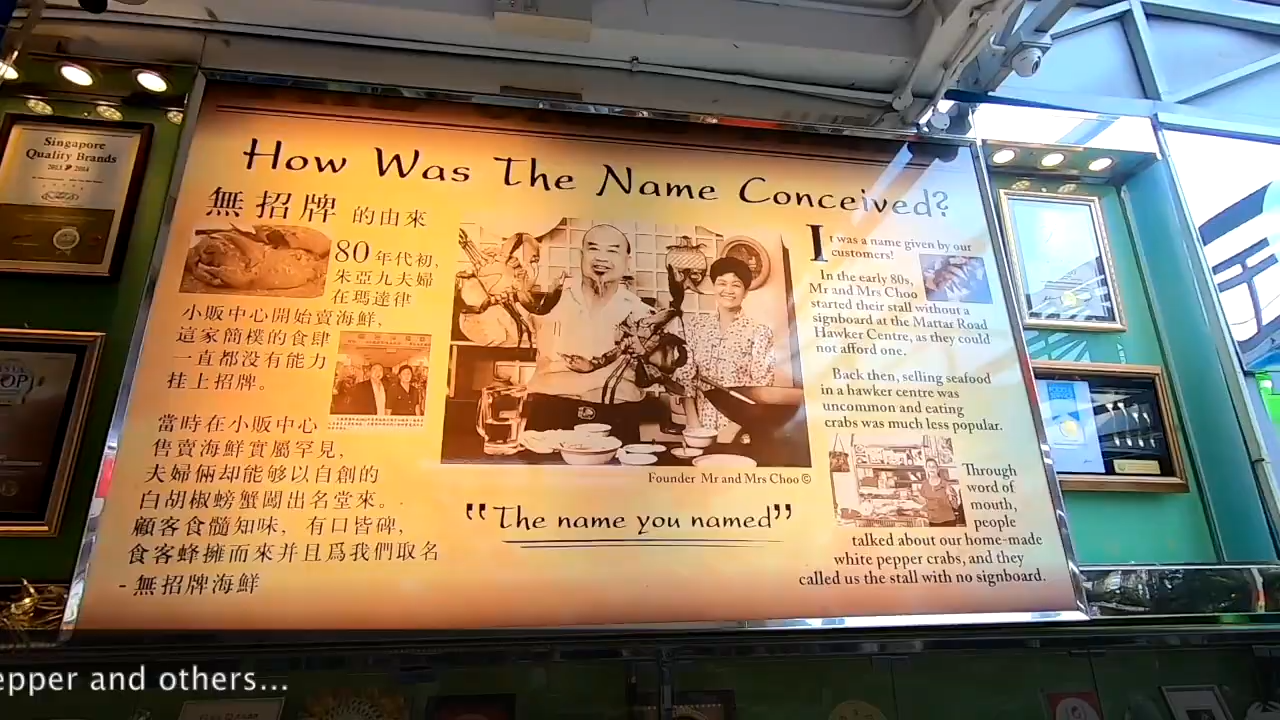 Singapore
Quality Brands
2013 2014
How Was The Name Conceived?
無招牌 的由來
80年代初,
朱亞九夫婦
在瑪達律
小販中心開始賣海鮮,
這家簡樸的食肆
一直都没有能力
挂上招牌。
當時在小販中心
售賣海鮮實屬罕見,
夫婦倆却能够以自創的
白胡椒螃蟹闖出名堂來。
顧客食髓知味, 有口皆碑,
食客蜂擁而來并且爲我們取名
- 無招牌海鮮
Founder Mr and Mrs Choo ©
"The name you named"
It was a name given by our
customers!
In the early 80s,
Mr and Mrs Choo
started their stall without a
signboard at the Mattar Road
Hawker Centre, as they could
not afford one.
Back then, selling seafood
in a hawker centre was
uncommon and eating
crabs was much less popular.
Through
word of
mouth,
people
talked about our home-made
white pepper crabs, and they
called us the stall with no signboard.
epper and others...